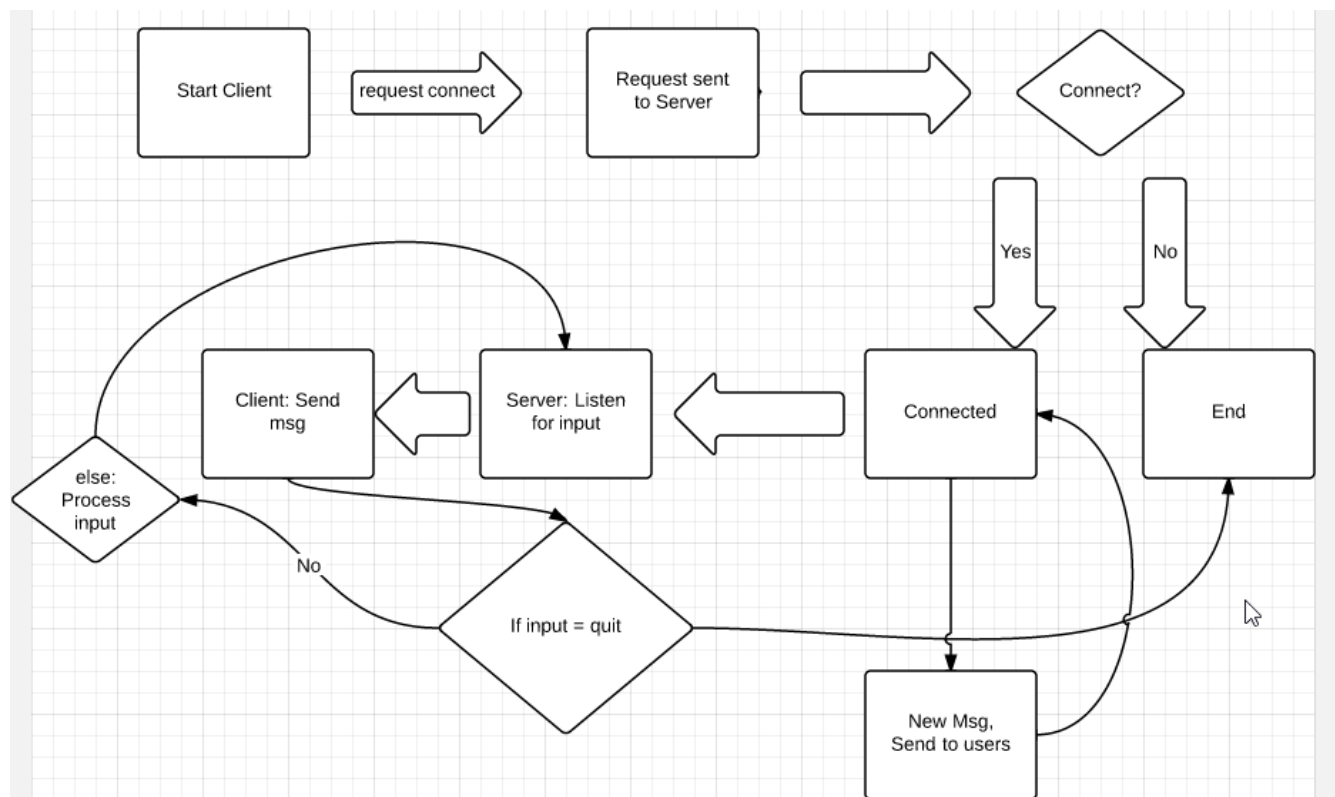 Start Client
request connect
Request sent
to Server
Connect?
Yes
No
Client: Send
msg
Server: Listen
for input
Connected
End
else:
Process
input
No
If input = quit
New Msg,
Send to users